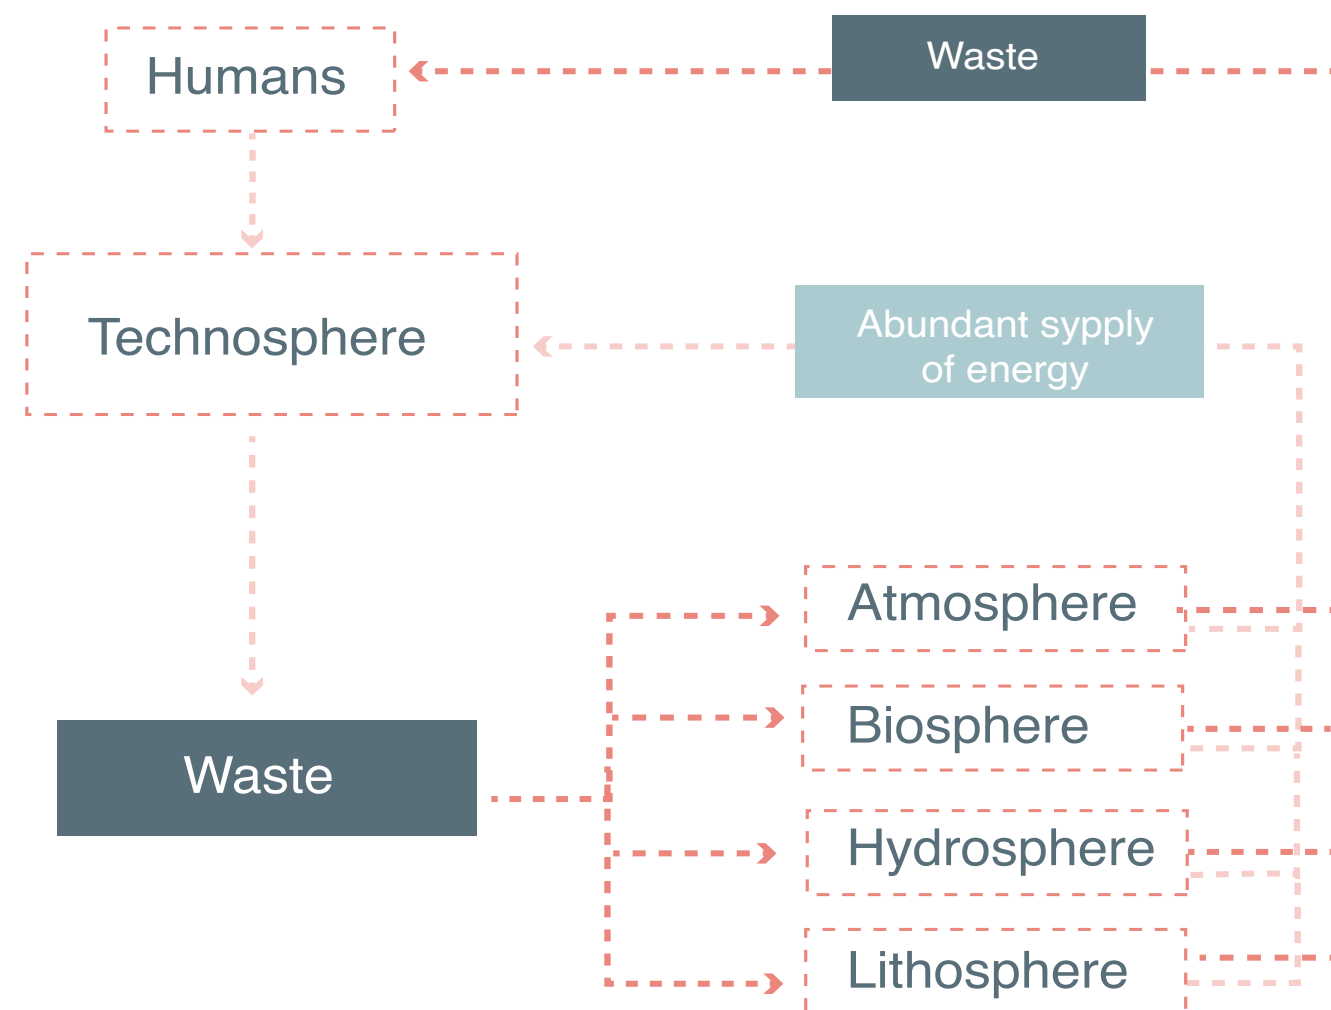 Humans
Waste
Technosphere
Abundant sypply
of energy
Atmosphere
Biosphere
Waste
Hydrosphere
Lithosphere